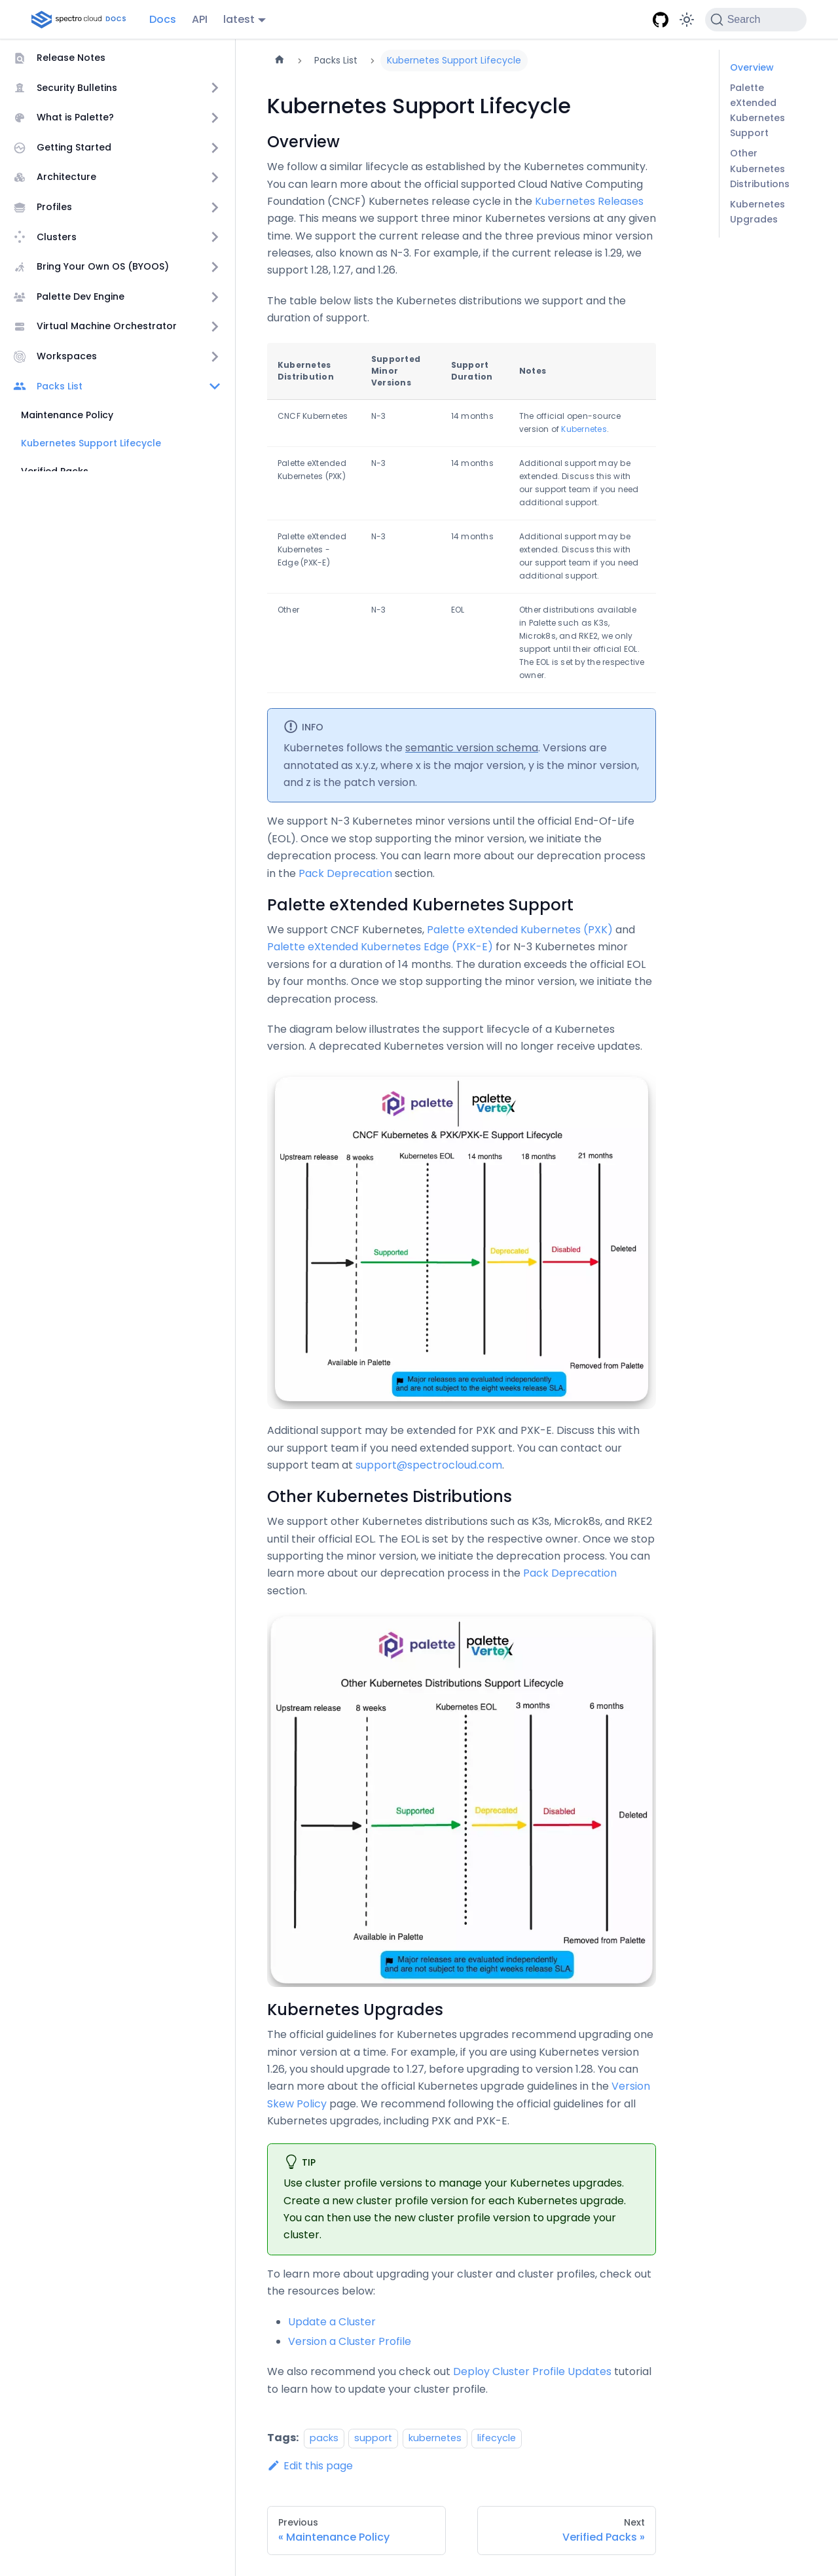 spectro cloud DOCS Docs API latest Search
Release Notes
Security Bulletins
What is Palette?
Getting Started
Architecture
Profiles
Clusters
Bring Your Own OS (BYOOS)
Palette Dev Engine
Virtual Machine Orchestrator
Workspaces
Packs List
Maintenance Policy
Kubernetes Support Lifecycle
Verified Packs
Packs List Kubernetes Support Lifecycle
Kubernetes Support Lifecycle
Overview
We follow a similar lifecycle as established by the Kubernetes community.
You can learn more about the official supported Cloud Native Computing
Foundation (CNCF) Kubernetes release cycle in the Kubernetes Releases
page. This means we support three minor Kubernetes versions at any given
time. We support the current release and the three previous minor version
releases, also known as N-3. For example, if the current release is 1.29, we
support 1.28, 1.27, and 1.26.
The table below lists the Kubernetes distributions we support and the
duration of support.
Kubernetes
Distribution
Supported
Minor
Versions
Support
Duration
Notes
CNCF Kubernetes
N-3
14 months
The official open-source
version of Kubernetes.
Palette eXtended
Kubernetes (PXK)
N-3
14 months
Additional support may be
extended. Discuss this with
our support team if you need
additional support.
Palette eXtended
Kubernetes -
Edge (PXK-E)
N-3
14 months
Additional support may be
extended. Discuss this with
our support team if you need
additional support.
Other
N-3
EOL
Other distributions available
in Palette such as K3s,
Microk8s, and RKE2, we only
support until their official EOL.
The EOL is set by the respective
owner.
INFO
Kubernetes follows the semantic version schema. Versions are
annotated as x.y.z, where x is the major version, y is the minor version,
and z is the patch version.
We support N-3 Kubernetes minor versions until the official End-Of-Life
(EOL). Once we stop supporting the minor version, we initiate the
deprecation process. You can learn more about our deprecation process
in the Pack Deprecation section.
Palette eXtended Kubernetes Support
We support CNCF Kubernetes, Palette eXtended Kubernetes (PXK) and
Palette eXtended Kubernetes Edge (PXK-E) for N-3 Kubernetes minor
versions for a duration of 14 months. The duration exceeds the official EOL
by four months. Once we stop supporting the minor version, we initiate the
deprecation process.
The diagram below illustrates the support lifecycle of a Kubernetes
version. A deprecated Kubernetes version will no longer receive updates.
palette
palette
VerteX
CNCF Kubernetes & PXK/PXK-E Support Lifecycle
Upstream release 8 weeks Kubernetes EOL 14 months 18 months 21 months
Supported Deprecated Disabled Deleted
Available in Palette
Removed from Palette
Major releases are evaluated independently
and are not subject to the eight weeks release SLA.
Additional support may be extended for PXK and PXK-E. Discuss this with
our support team if you need extended support. You can contact our
support team at support@spectrocloud.com.
Other Kubernetes Distributions
We support other Kubernetes distributions such as K3s, Microk8s, and RKE2
until their official EOL. The EOL is set by the respective owner. Once we stop
supporting the minor version, we initiate the deprecation process. You can
learn more about our deprecation process in the Pack Deprecation
section.
palette
palette
VerteX
Other Kubernetes Distributions Support Lifecycle
Upstream release 8 weeks Kubernetes EOL 3 months 6 months
Supported Deprecated Disabled Deleted
Available in Palette
Removed from Palette
Major releases are evaluated independently
and are not subject to the eight weeks release SLA.
Kubernetes Upgrades
The official guidelines for Kubernetes upgrades recommend upgrading one
minor version at a time. For example, if you are using Kubernetes version
1.26, you should upgrade to 1.27, before upgrading to version 1.28. You can
learn more about the official Kubernetes upgrade guidelines in the Version
Skew Policy page. We recommend following the official guidelines for all
Kubernetes upgrades, including PXK and PXK-E.
TIP
Use cluster profile versions to manage your Kubernetes upgrades.
Create a new cluster profile version for each Kubernetes upgrade.
You can then use the new cluster profile version to upgrade your
cluster.
To learn more about upgrading your cluster and cluster profiles, check out
the resources below:
Update a Cluster
Version a Cluster Profile
We also recommend you check out Deploy Cluster Profile Updates tutorial
to learn how to update your cluster profile.
Tags: packs support kubernetes lifecycle
Edit this page
Previous
« Maintenance Policy
Next
Verified Packs »
Overview
Palette
eXtended
Kubernetes
Support
Other
Kubernetes
Distributions
Kubernetes
Upgrades